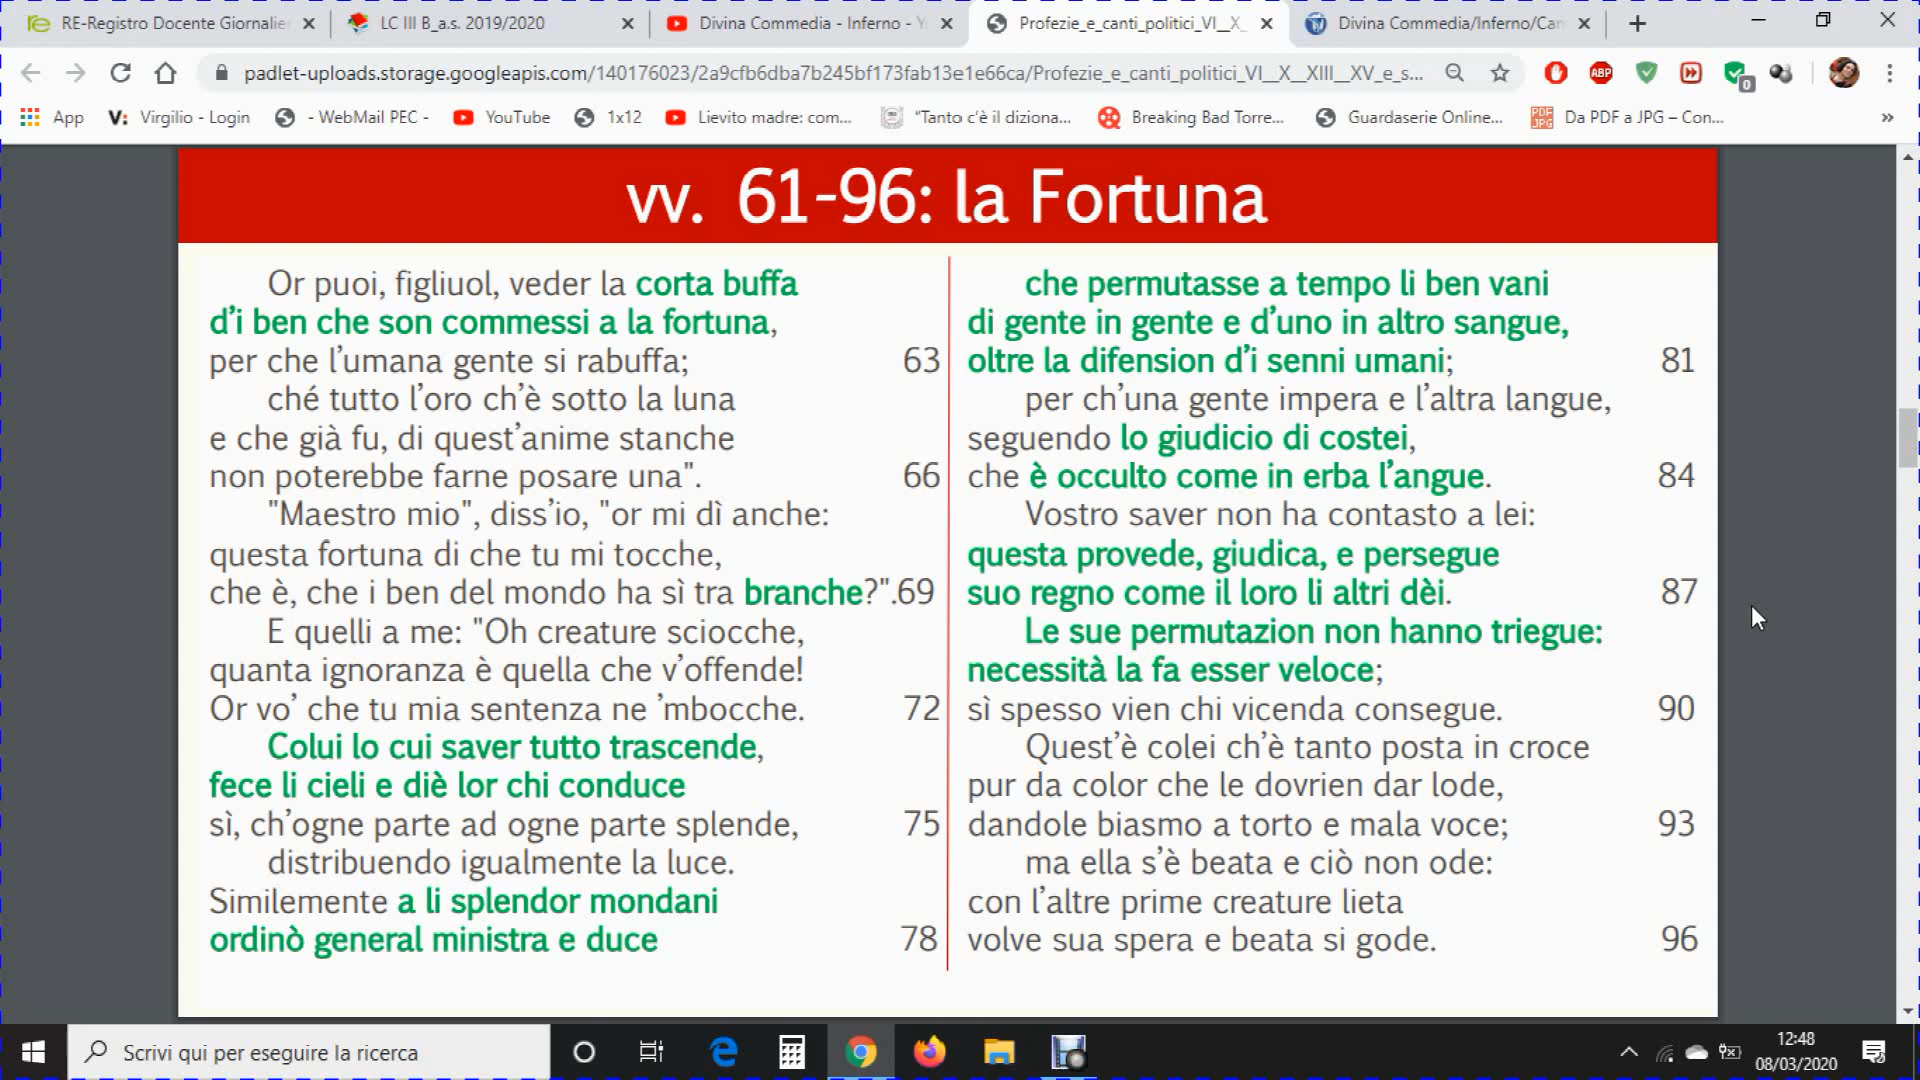 RE-Registro Docente Giornalie
LC III B_a.s. 2019/2020
Divina Commedia - Inferno - Y
Profezie_e_canti_politici_VI__X_
Divina Commedia/Inferno/Can
padlet-uploads.storage.googleapis.com/140176023/2a9cfb6dba7b245bf173fab13e1e66ca/Profezie_e_canti_politici_VI__X__XIII__XV_e_s...
ABP
0
App
V: Virgilio - Login
- WebMail PEC -
YouTube
1x12
Lievito madre: com...
"Tanto c'è il diziona...
Breaking Bad Torre...
Guardaserie Online...
PDF JPG Da PDF a JPG – Con...
»
vv. 61-96: la Fortuna
Or puoi, figliuol, veder la corta buffa
d'i ben che son commessi a la fortuna,
per che l'umana gente si rabuffa; 63
ché tutto l'oro ch'è sotto la luna
e che già fu, di quest'anime stanche
non poterebbe farne posare una". 66
"Maestro mio", diss'io, "or mi dì anche:
questa fortuna di che tu mi tocche,
che è, che i ben del mondo ha sì tra branche?".69
E quelli a me: "Oh creature sciocche,
quanta ignoranza è quella che v'offende!
Or vo' che tu mia sentenza ne 'mbocche. 72
Colui lo cui saver tutto trascende,
fece li cieli e diè lor chi conduce
sì, ch'ogne parte ad ogne parte splende, 75
distribuendo igualmente la luce.
Similemente a li splendor mondani
ordinò general ministra e duce 78
che permutasse a tempo li ben vani
di gente in gente e d'uno in altro sangue,
oltre la difension d'i senni umani; 81
per ch'una gente impera e l'altra langue,
seguendo lo giudicio di costei,
che è occulto come in erba l'angue. 84
Vostro saver non ha contasto a lei:
questa provede, giudica, e persegue
suo regno come il loro li altri dèi. 87
Le sue permutazion non hanno triegue:
necessità la fa esser veloce;
sì spesso vien chi vicenda consegue. 90
Quest'è colei ch'è tanto posta in croce
pur da color che le dovrien dar lode,
dandole biasmo a torto e mala voce; 93
ma ella s'è beata e ciò non ode:
con l'altre prime creature lieta
volve sua spera e beata si gode. 96
Scrivi qui per eseguire la ricerca
12:48
08/03/2020